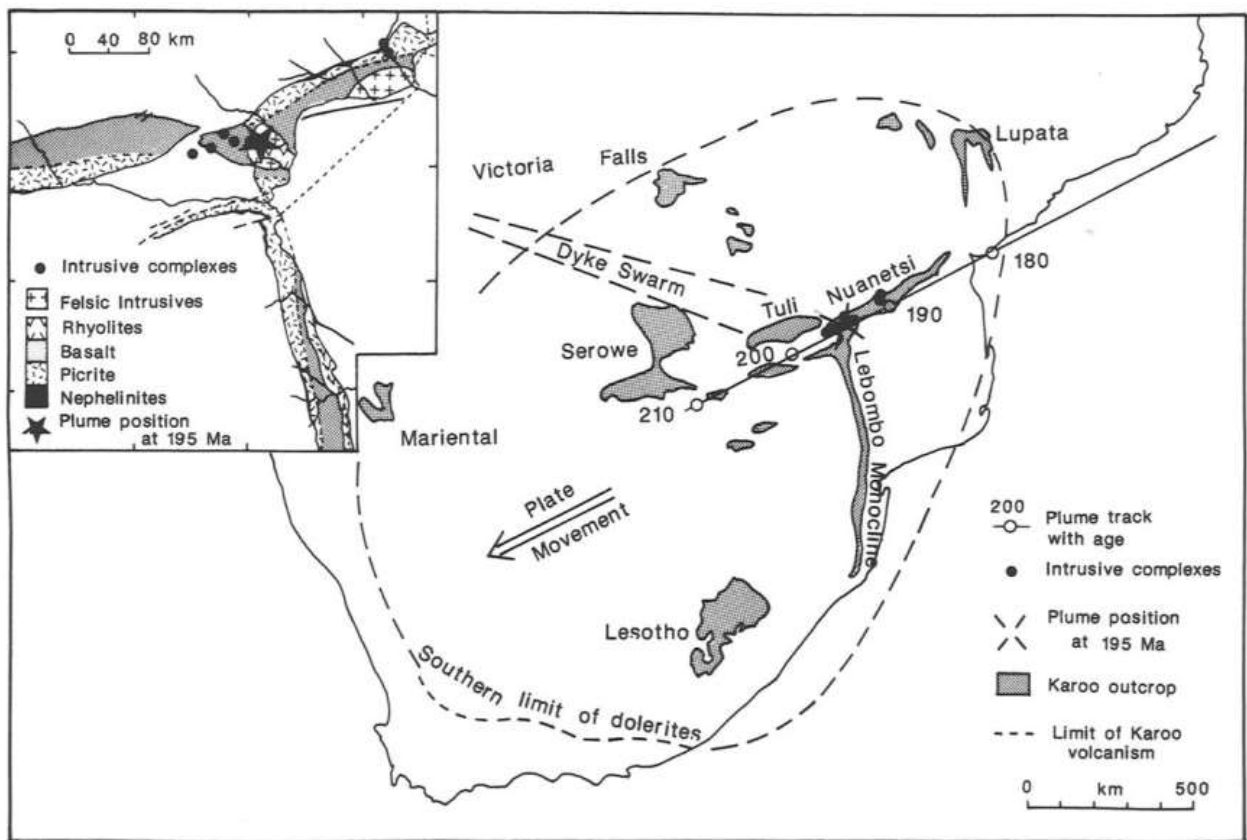 0 40 80 km
Intrusive complexes
Felsic Intrusives
Rhyolites
Basalt
Picrite
Nephelinites
Plume position
at 195 Ma
Victoria Falls
Lupata
Dyke Swarm
Nuanetsi
180
Tuli
190
Serowe
200
210
Lebombo Monocline
Mariental
Plate
Movement
Lesotho
Southern limit of dolerites
200
Plume track
with age
Intrusive complexes
Plume position
at 195 Ma
Karoo outcrop
Limit of Karoo
volcanism
0 km 500